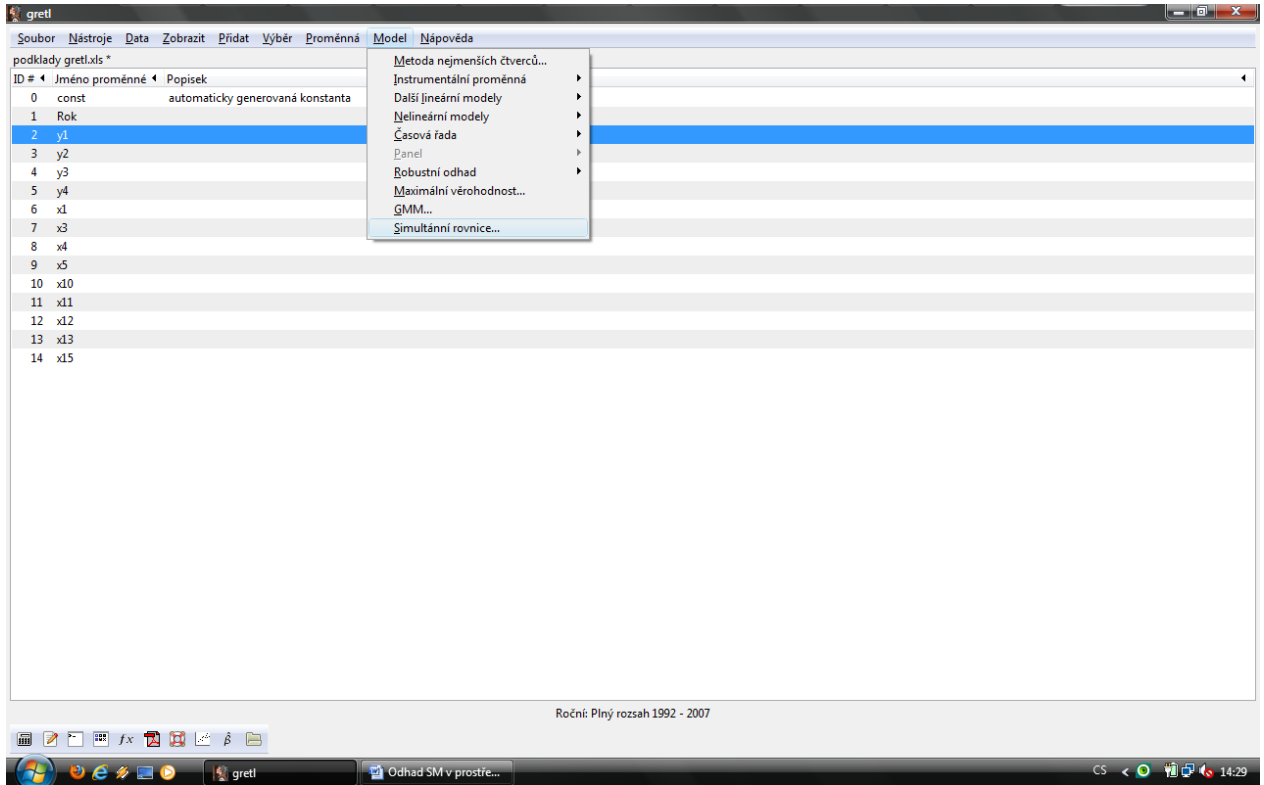 gretl
Soubor Nástroje Data Zobrazit Přidat Výběr Proměnná Model Nápověda
podklady gretl.xls *
ID # Jméno proměnné Popisek
0 const automaticky generovaná konstanta
1 Rok
2 y1
3 y2
4 y3
5 y4
6 x1
7 x3
8 x4
9 x5
10 x10
11 x11
12 x12
13 x13
14 x15
Metoda nejmenších čtverců...
Instrumentální proměnná
Další lineární modely
Nelineární modely
Časová řada
Panel
Robustní odhad
Maximální věrohodnost...
GMM...
Simultánní rovnice...
Roční: Plný rozsah 1992 - 2007
fx β̂
gretl
Odhad SM v prostře...
CS
14:29